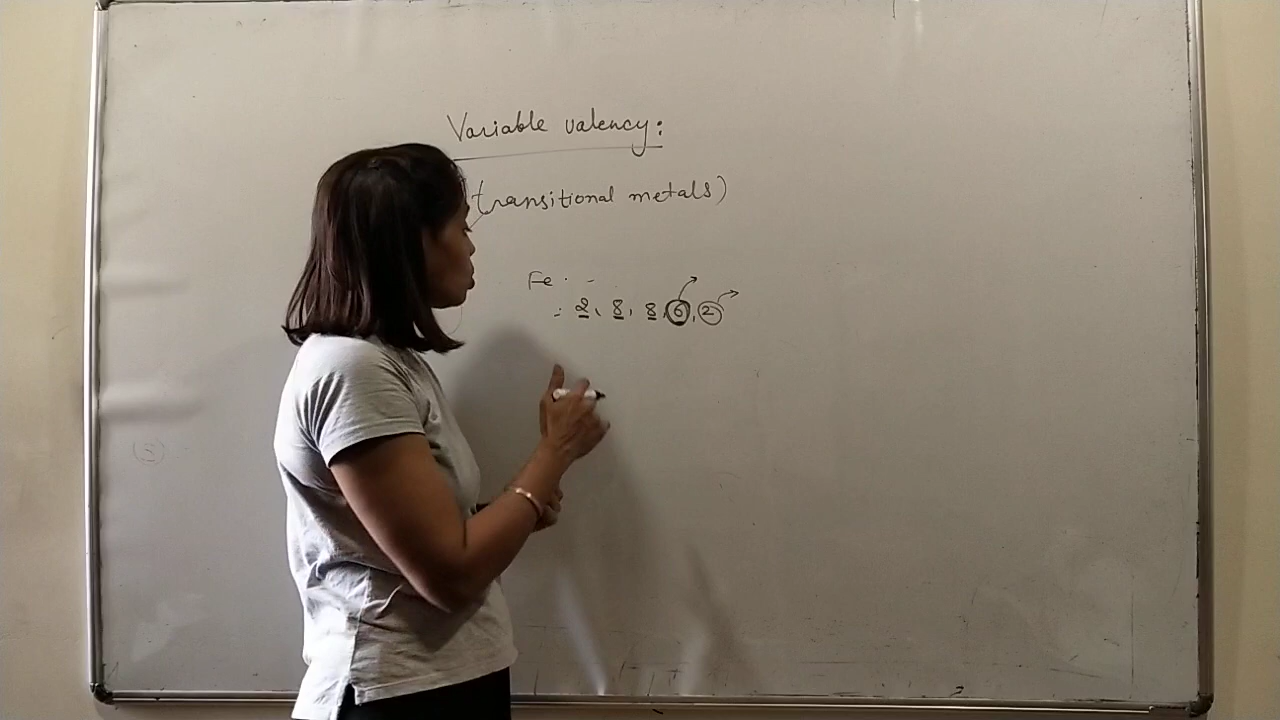 Variable valency:
(transitional metals)
Fe
: 2, 8, 8, 6, 2